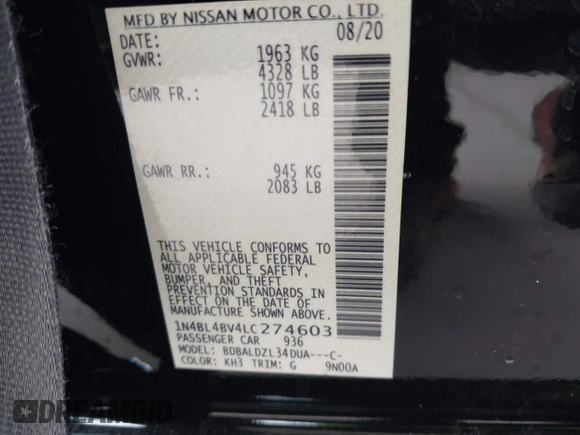 MFD BY NISSAN MOTOR CO., LTD.
DATE: 08/20
GVWR: 1963 KG
4328 LB
GAWR FR.: 1097 KG
2418 LB
GAWR RR.: 945 KG
2083 LB
THIS VEHICLE CONFORMS TO
ALL APPLICABLE FEDERAL
MOTOR VEHICLE SAFETY,
BUMPER, AND THEFT
PREVENTION STANDARDS IN
EFFECT ON THE DATE OF
MANUFACTURE SHOWN ABOVE.
1N4BL4BV4LC274603
PASSENGER CAR 936
MODEL: BDBALDZL34DUA---C-
COLOR: KH3 TRIM: G 9N00A
DREAMBID